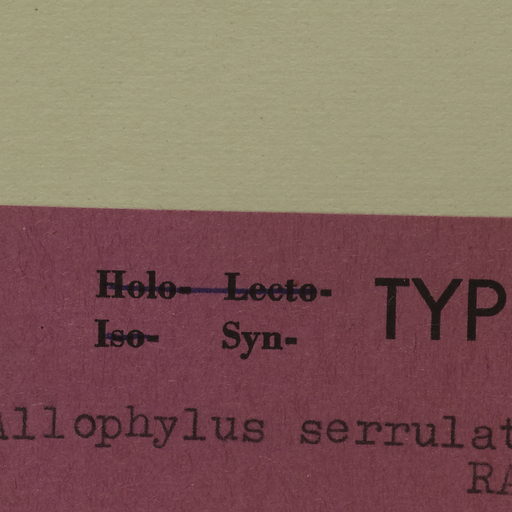 Holo- Lecto- TYP
Iso- Syn-
Allophylus serrulat
RA